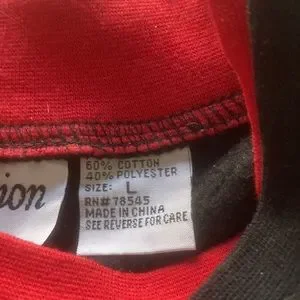 ion
60% COTTON
40% POLYESTER
SIZE: L
RN# 78545
MADE IN CHINA
SEE REVERSE FOR CARE